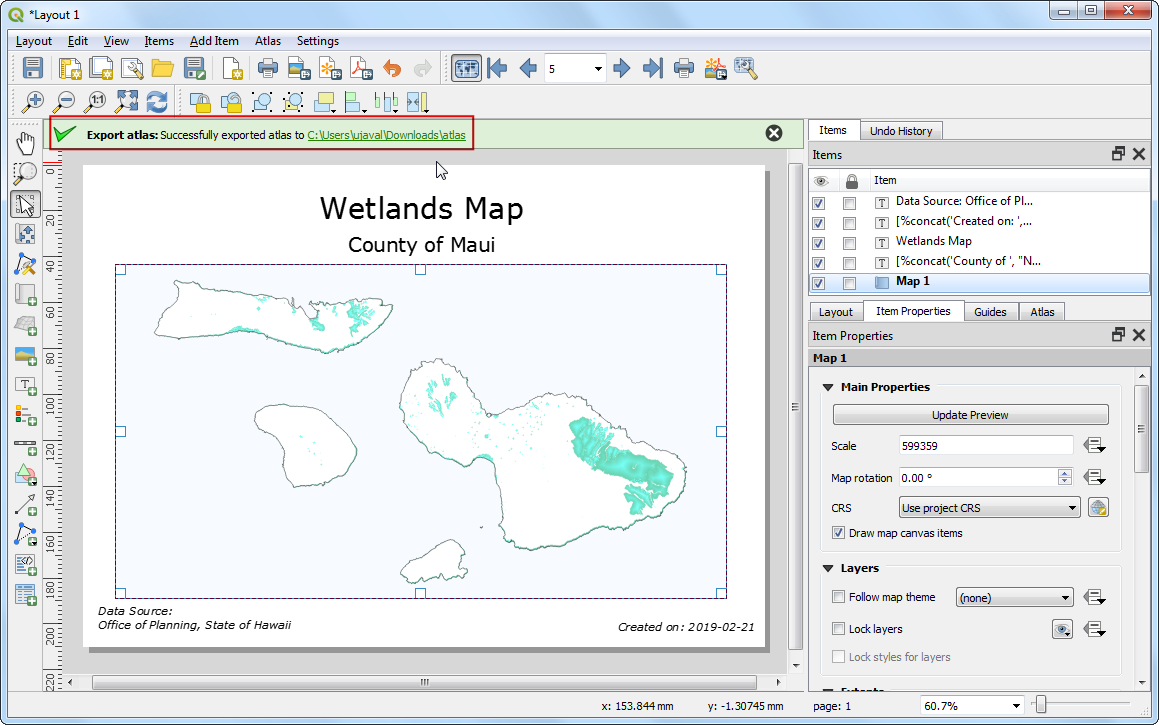 *Layout 1
Layout Edit View Items Add Item Atlas Settings
1:1
5
Export atlas: Successfully exported atlas to C:\Users\ujaval\Downloads\atlas
Items Undo History
Items
Item
Data Source: Office of Pl...
[%concat('Created on: ',...
Wetlands Map
[%concat('County of ', "N...
Map 1
Layout Item Properties Guides Atlas
Item Properties
Map 1
Main Properties
Update Preview
Scale 599359
Map rotation 0.00 °
CRS Use project CRS
Draw map canvas items
Layers
Follow map theme (none)
Lock layers
Lock styles for layers
Extents
0
20
40
60
80
100
120
140
160
180
200
220
Wetlands Map
County of Maui
Data Source:
Office of Planning, State of Hawaii
Created on: 2019-02-21
x: 153.844 mm y: -1.30745 mm page: 1 60.7%